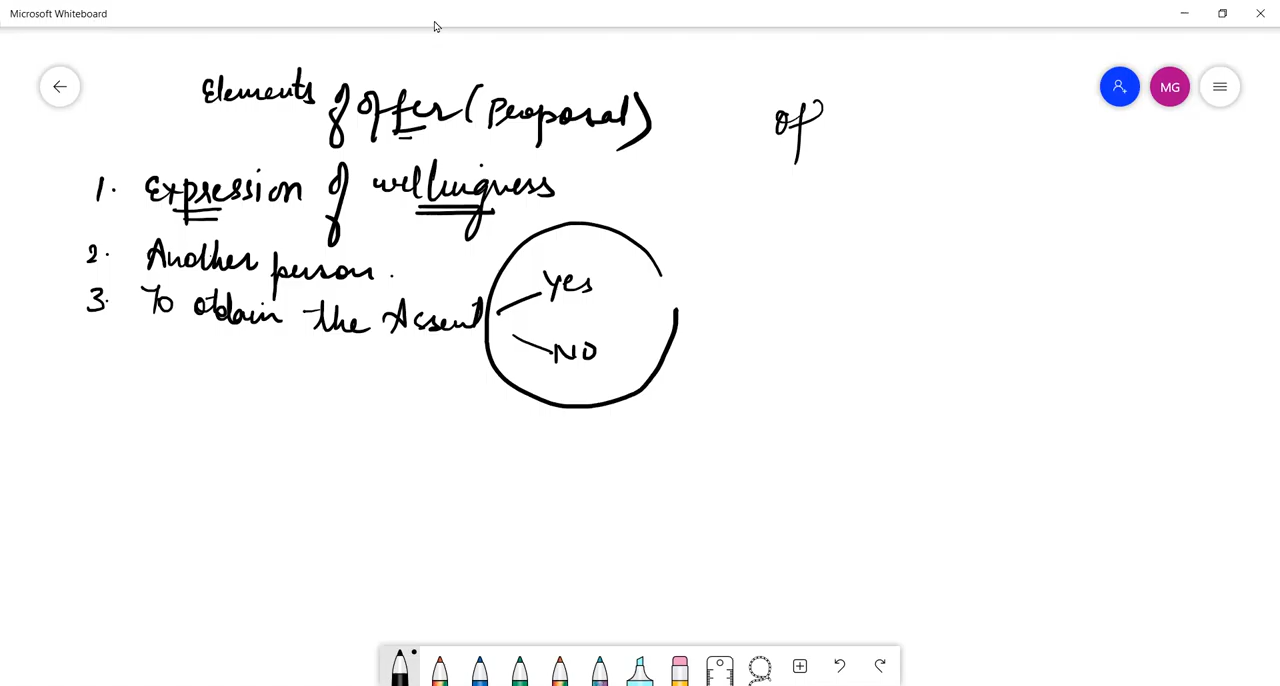 Microsoft Whiteboard
MG
Elements of offer (Proposal)
of
1. Expression of willingness
2. Another person.
3. To obtain the Assent
Yes
NO